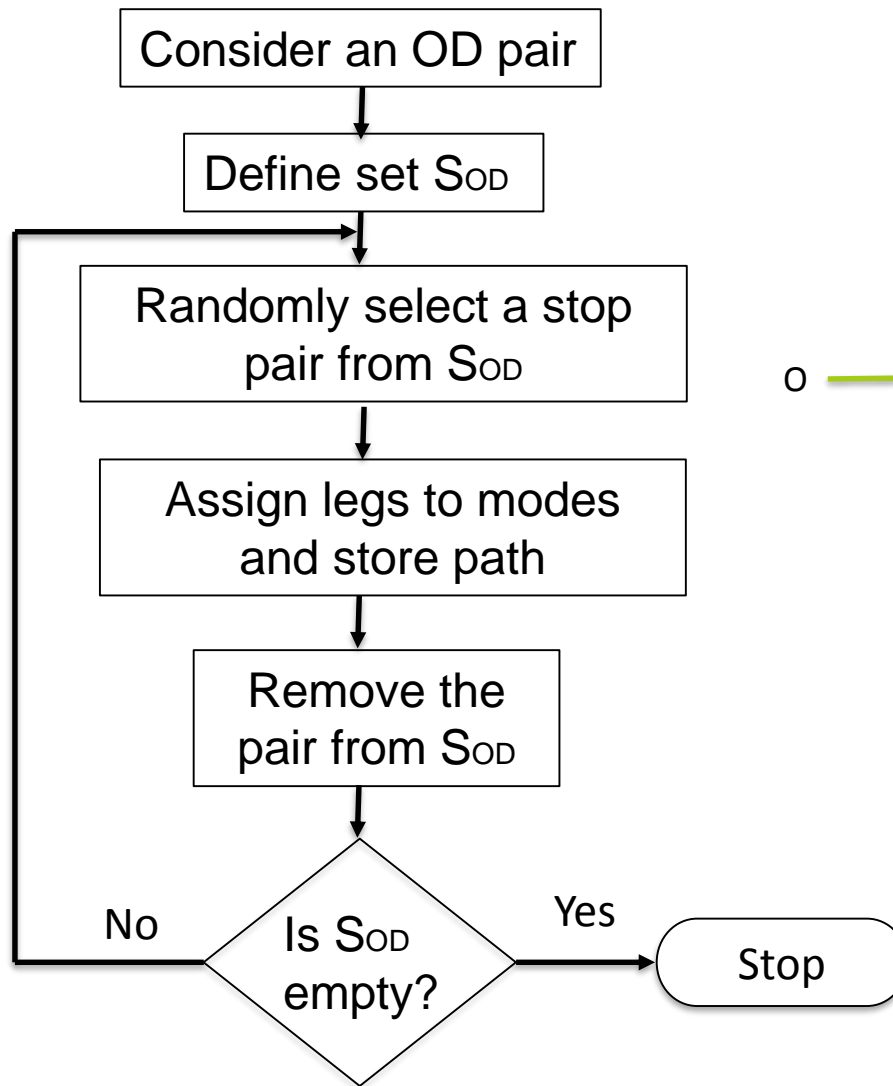 Consider an OD pair
Define set SOD
Randomly select a stop
pair from SOD
O
Assign legs to modes
and store path
Remove the
pair from SOD
No
Yes
Is SOD
empty?
Stop